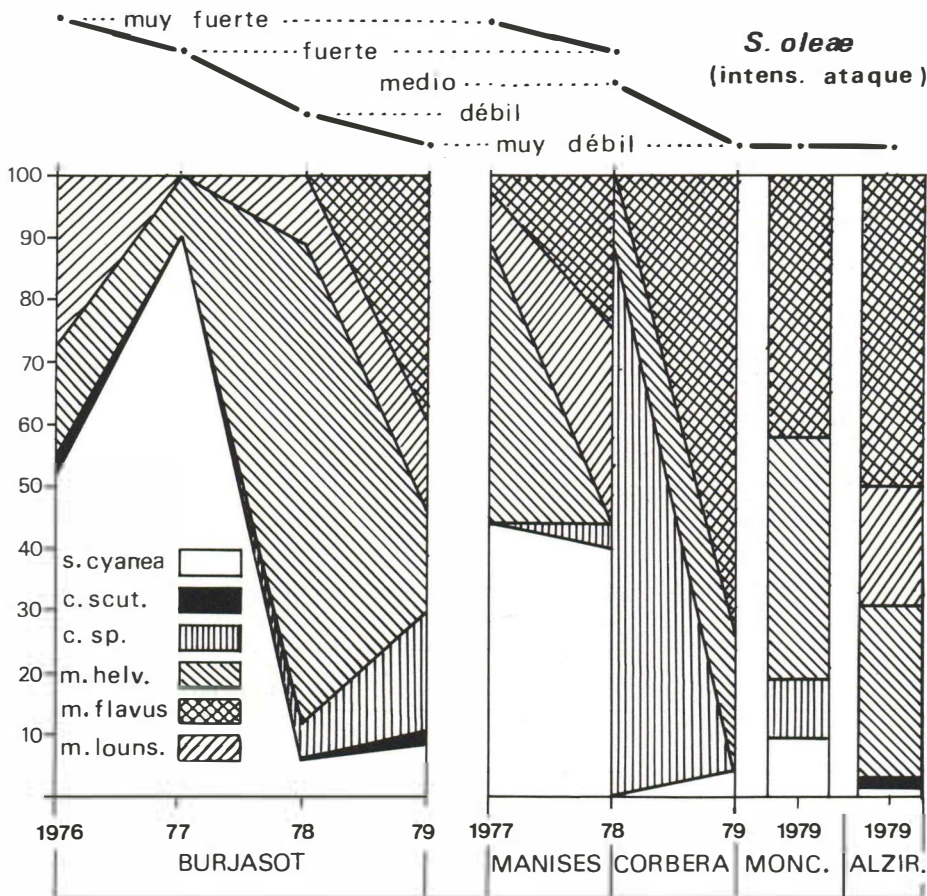 muy fuerte
fuerte
medio
débil
muy débil
S. oleæ
(intens. ataque)
100
90
80
70
60
50
40
30
20
10
s.cyanea
c.scut.
c. sp.
m.helv.
m.flavus
m.louns.
1976 77 78 79 1977 78 79 1979 1979
BURJASOT MANISES CORBERA MONC. ALZIR.